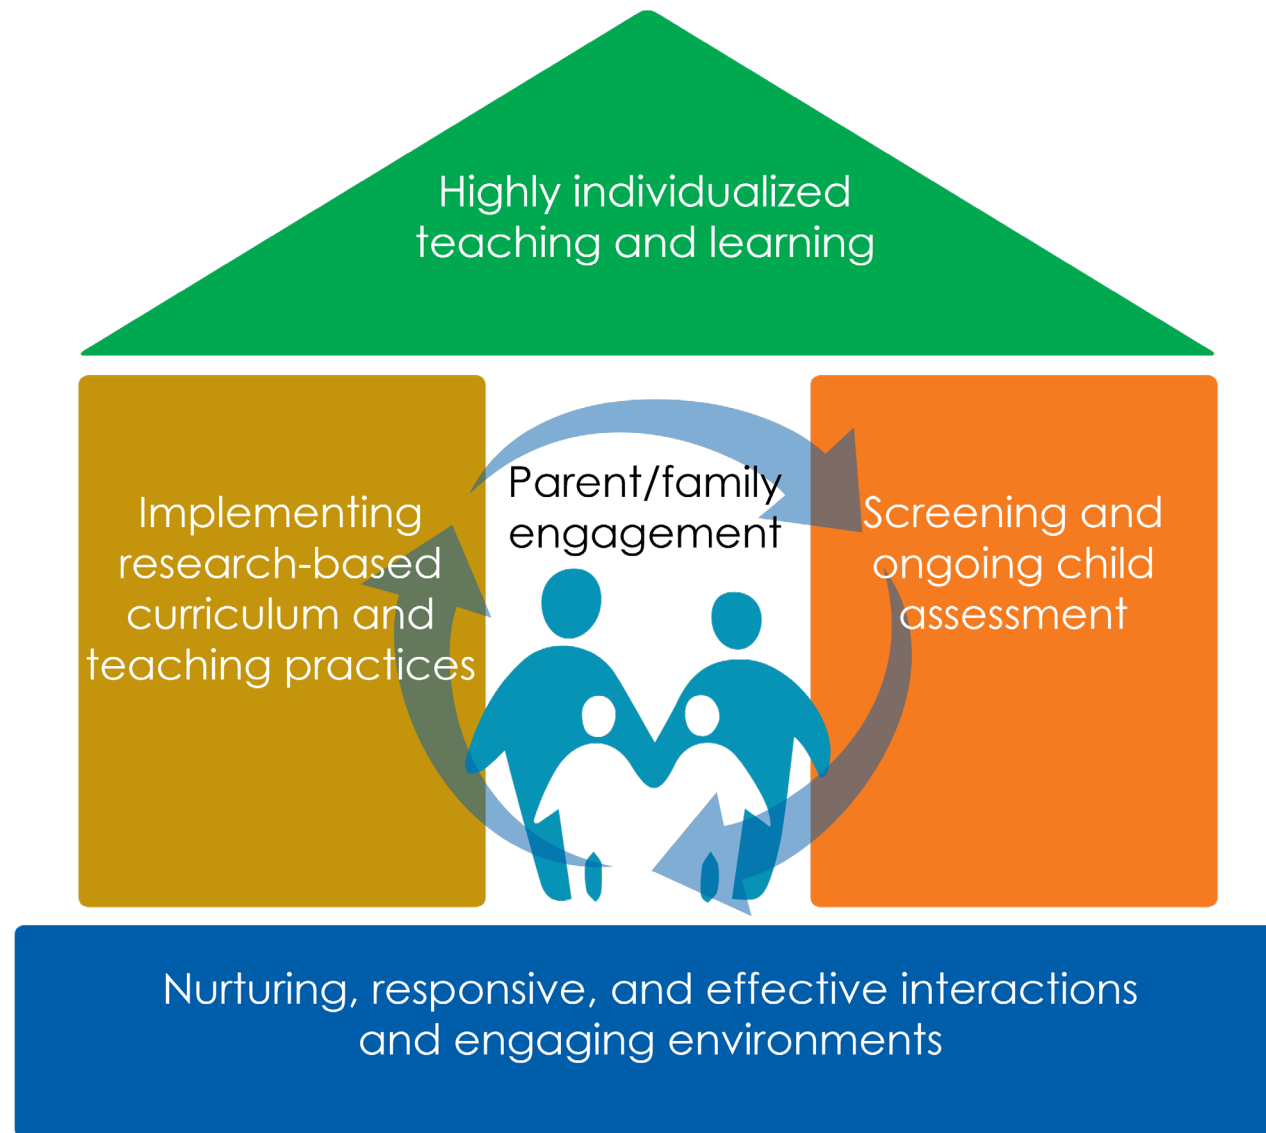 Highly individualized
teaching and learning
Implementing
research-based
curriculum and
teaching practices
Parent/family
engagement
Screening and
ongoing child
assessment
Nurturing, responsive, and effective interactions
and engaging environments